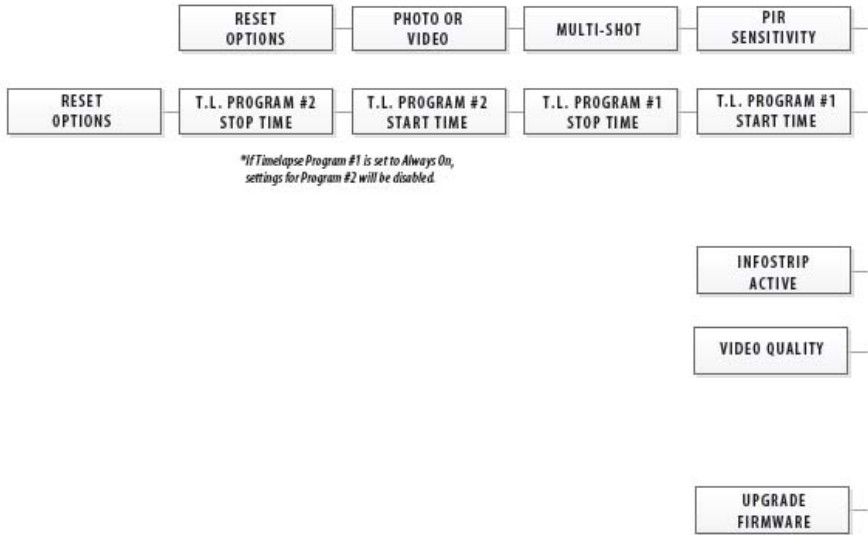 RESET
OPTIONS
PHOTO OR
VIDEO
MULTI-SHOT
PIR
SENSITIVITY
RESET
OPTIONS
T.L. PROGRAM #2
STOP TIME
T.L. PROGRAM #2
START TIME
T.L. PROGRAM #1
STOP TIME
T.L. PROGRAM #1
START TIME
*If Timelapse Program #1 is set to Always On,
settings for Program #2 will be disabled.
INFOSTRIP
ACTIVE
VIDEO QUALITY
UPGRADE
FIRMWARE